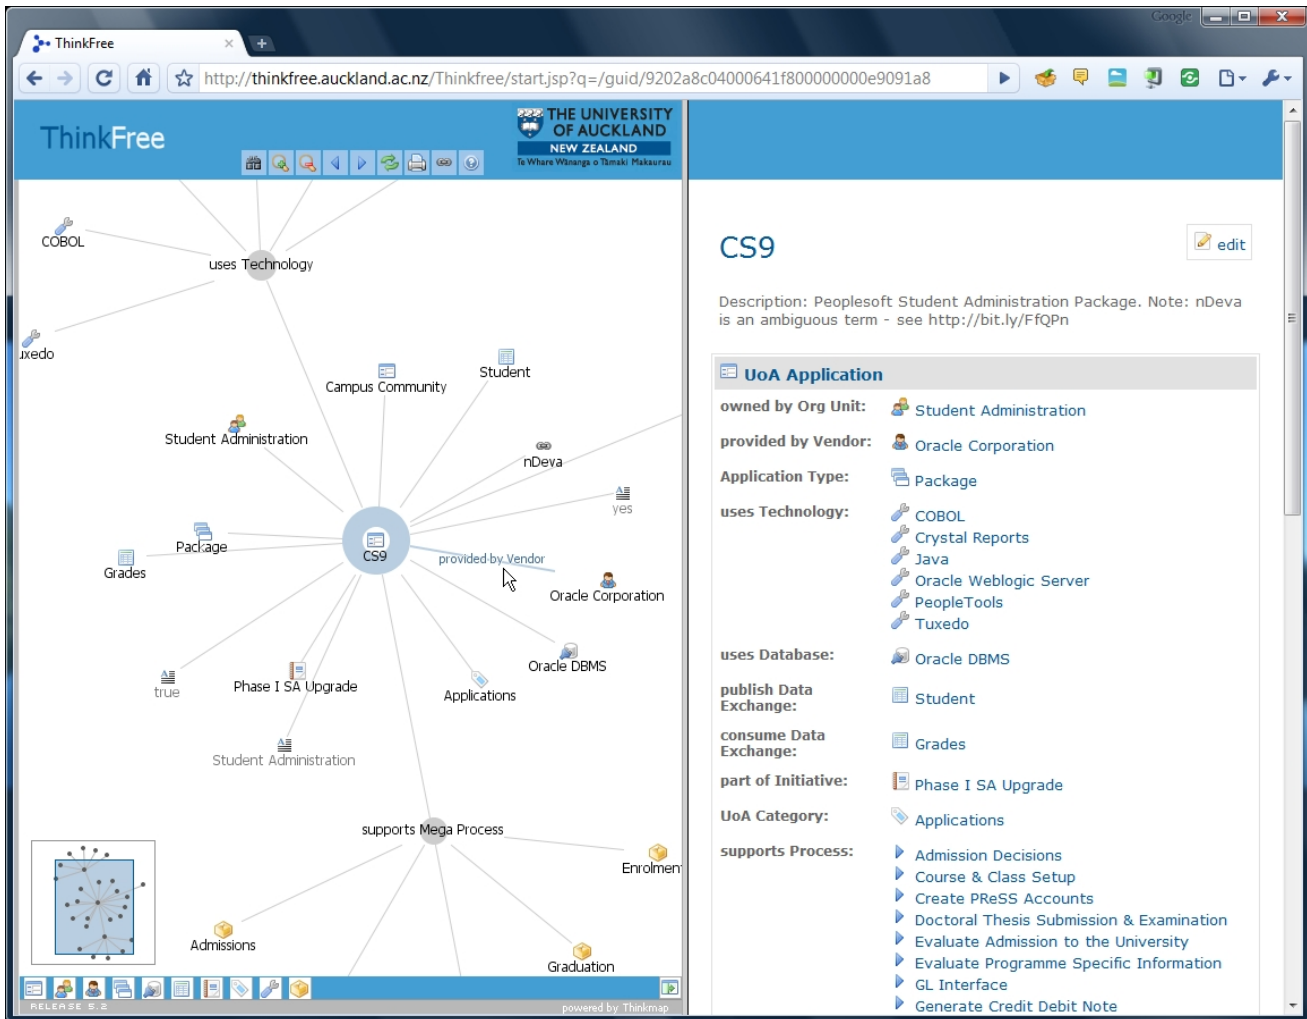 Google
ThinkFree
http://thinkfree.auckland.ac.nz/Thinkfree/start.jsp?q=/guid/9202a8c04000641f800000000e9091a8
ThinkFree
THE UNIVERSITY
OF AUCKLAND
NEW ZEALAND
Te Whare Wānanga o Tāmaki Makaurau
COBOL
uses Technology
uxedo
Campus Community
Student
Student Administration
nDeva
yes
Package
Grades
CS9
provided by Vendor
Oracle Corporation
Oracle DBMS
true
Phase I SA Upgrade
Applications
Student Administration
supports Mega Process
Enrolmen
Admissions
Graduation
RELEASE 5.2
powered by Thinkmap
CS9
edit
Description: Peoplesoft Student Administration Package. Note: nDeva
is an ambiguous term - see http://bit.ly/FfQPn
UoA Application
owned by Org Unit: Student Administration
provided by Vendor: Oracle Corporation
Application Type: Package
uses Technology: COBOL
Crystal Reports
Java
Oracle Weblogic Server
PeopleTools
Tuxedo
uses Database: Oracle DBMS
publish Data
Exchange: Student
consume Data
Exchange: Grades
part of Initiative: Phase I SA Upgrade
UoA Category: Applications
supports Process: Admission Decisions
Course & Class Setup
Create PReSS Accounts
Doctoral Thesis Submission & Examination
Evaluate Admission to the University
Evaluate Programme Specific Information
GL Interface
Generate Credit Debit Note